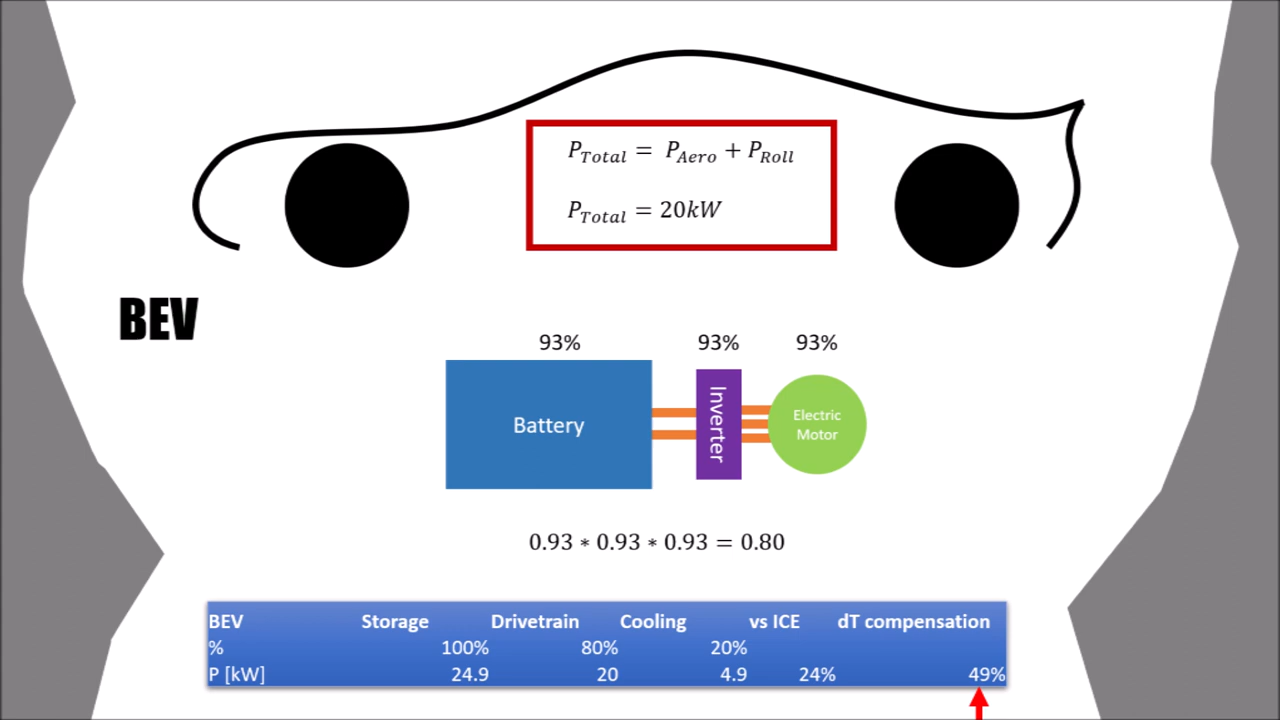 P_Total = P_Aero + P_Roll
P_Total = 20kW
BEV
93% 93% 93%
Battery
Inverter
Electric
Motor
0.93 * 0.93 * 0.93 = 0.80
BEV Storage Drivetrain Cooling vs ICE dT compensation
% 100% 80% 20%
P [kW] 24.9 20 4.9 24% 49%